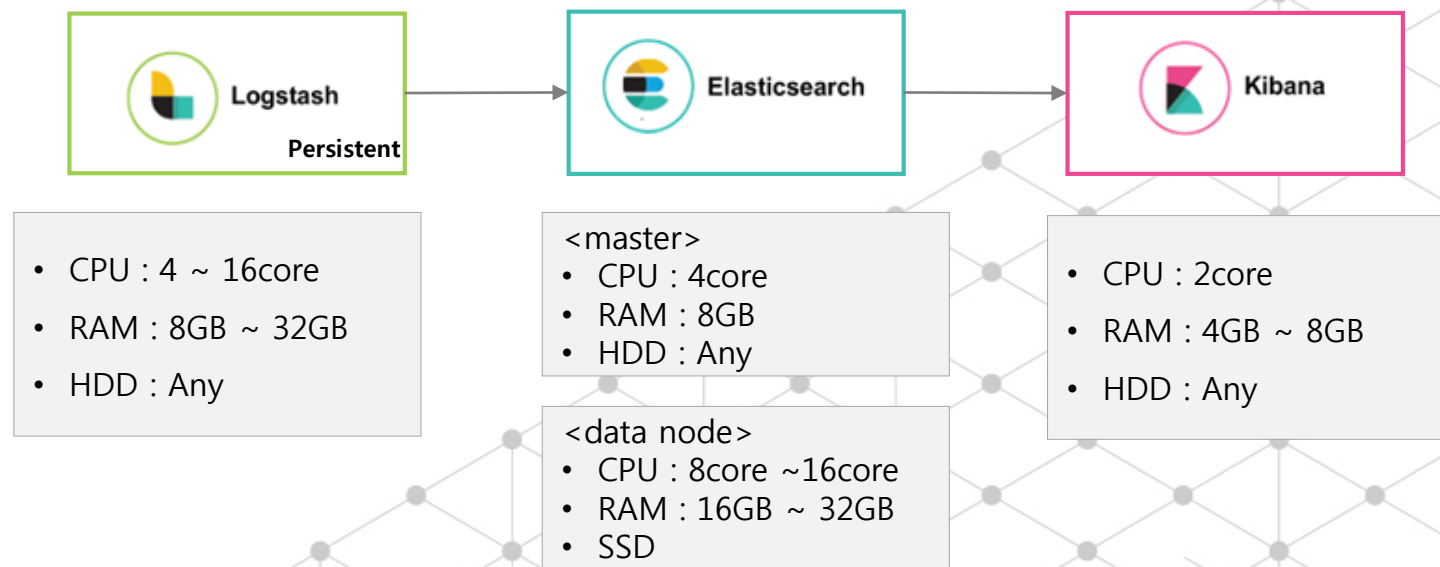 Logstash
Persistent
Elasticsearch
Kibana
• CPU : 4 ~ 16core
• RAM : 8GB ~ 32GB
• HDD : Any
<master>
• CPU : 4core
• RAM : 8GB
• HDD : Any
<data node>
• CPU : 8core ~16core
• RAM : 16GB ~ 32GB
• SSD
• CPU : 2core
• RAM : 4GB ~ 8GB
• HDD : Any